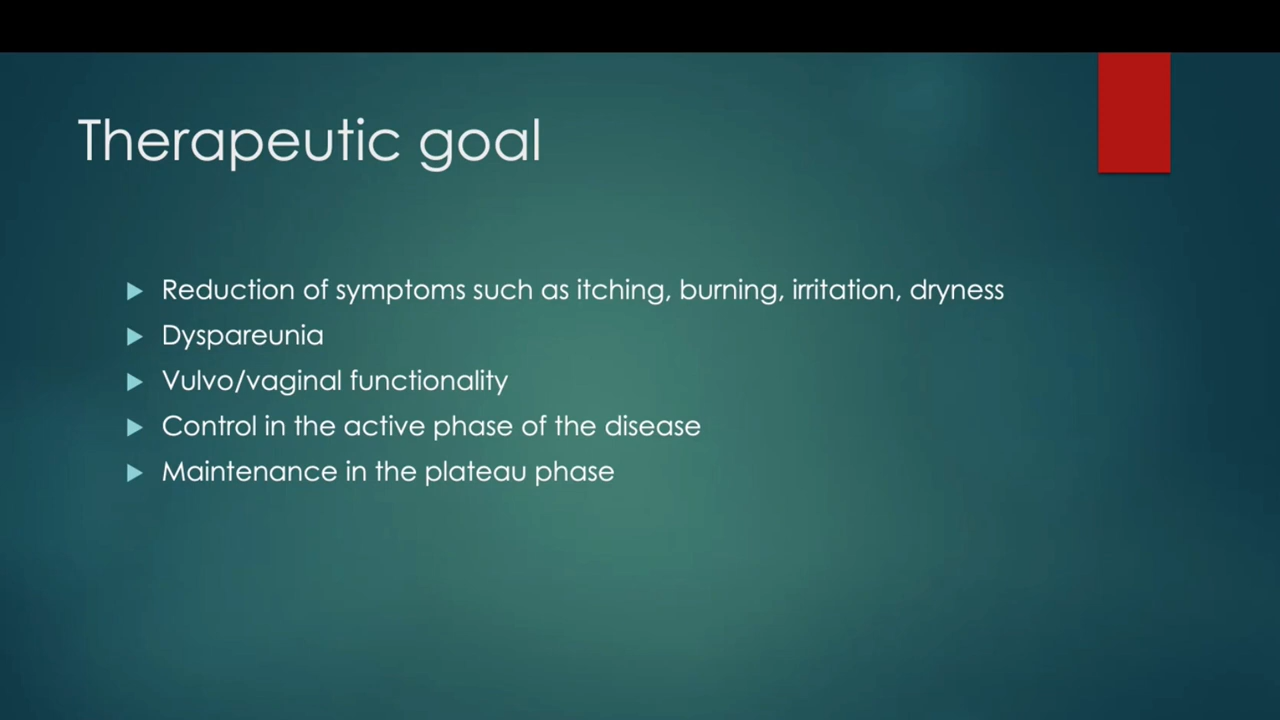 Therapeutic goal
Reduction of symptoms such as itching, burning, irritation, dryness
Dyspareunia
Vulvo/vaginal functionality
Control in the active phase of the disease
Maintenance in the plateau phase